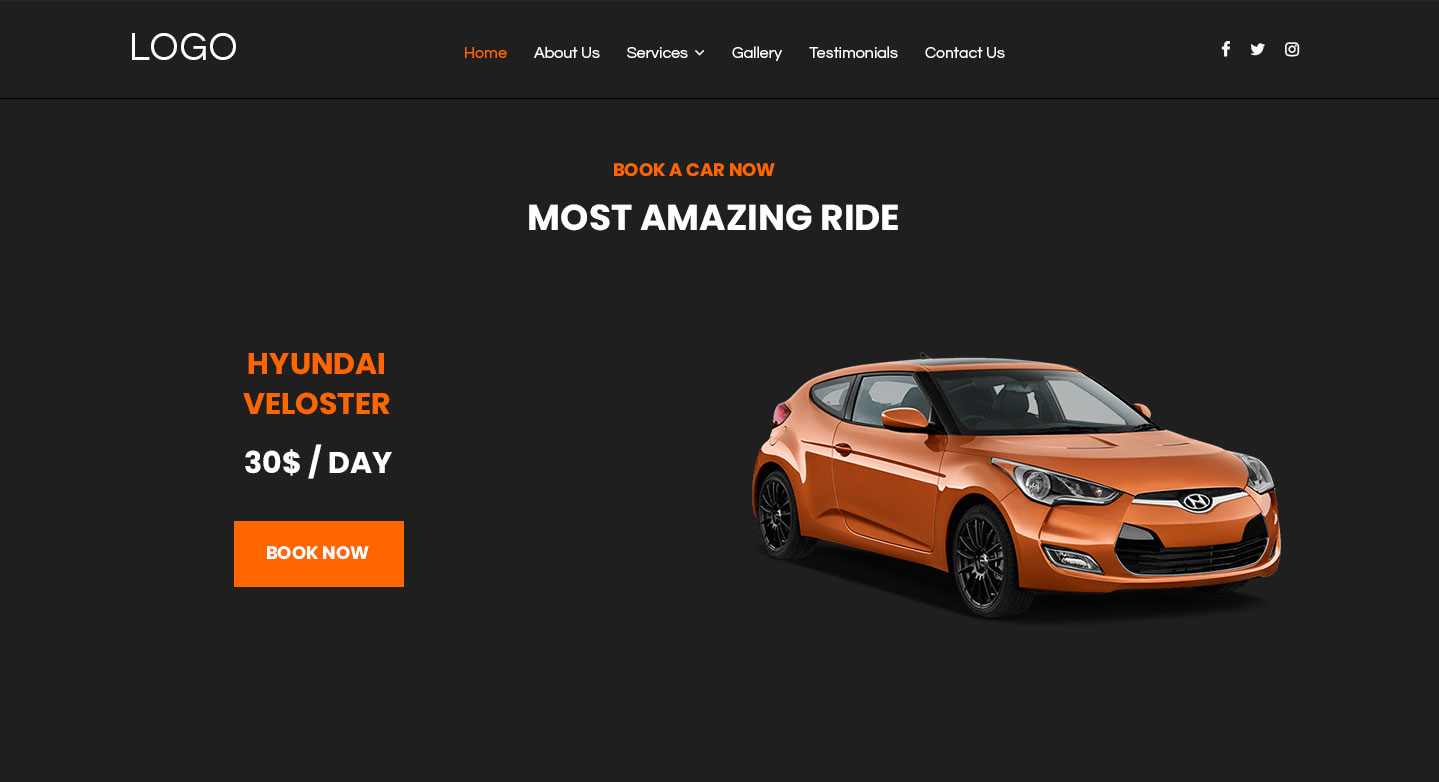 LOGO
Home About Us Services Gallery Testimonials Contact Us
BOOK A CAR NOW
MOST AMAZING RIDE
HYUNDAI
VELOSTER
30$ / DAY
BOOK NOW